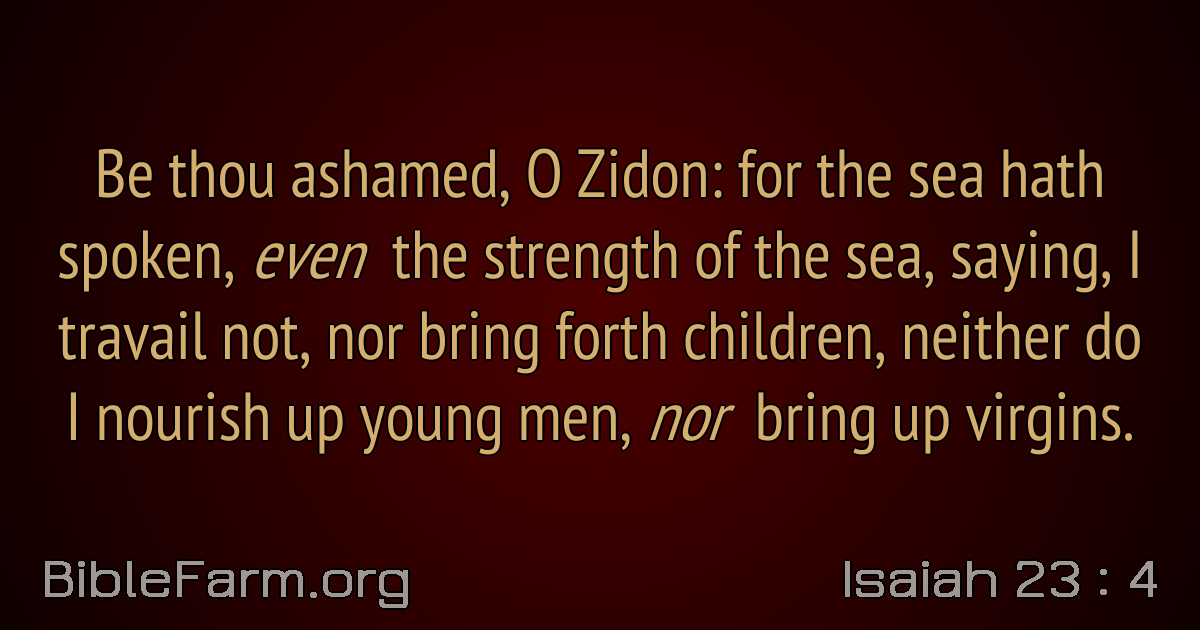 Be thou ashamed, O Zidon: for the sea hath
spoken, even the strength of the sea, saying, I
travail not, nor bring forth children, neither do
I nourish up young men, nor bring up virgins.
BibleFarm.org
Isaiah 23 : 4